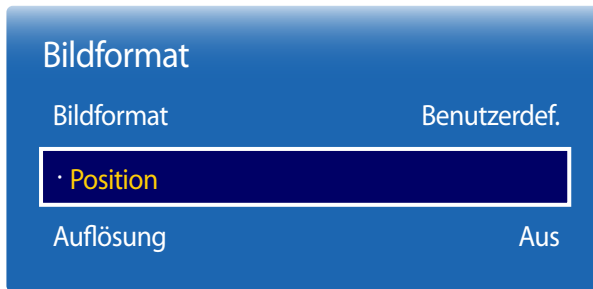 Bildformat
Bildformat Benutzerdef.
· Position
Auflösung Aus